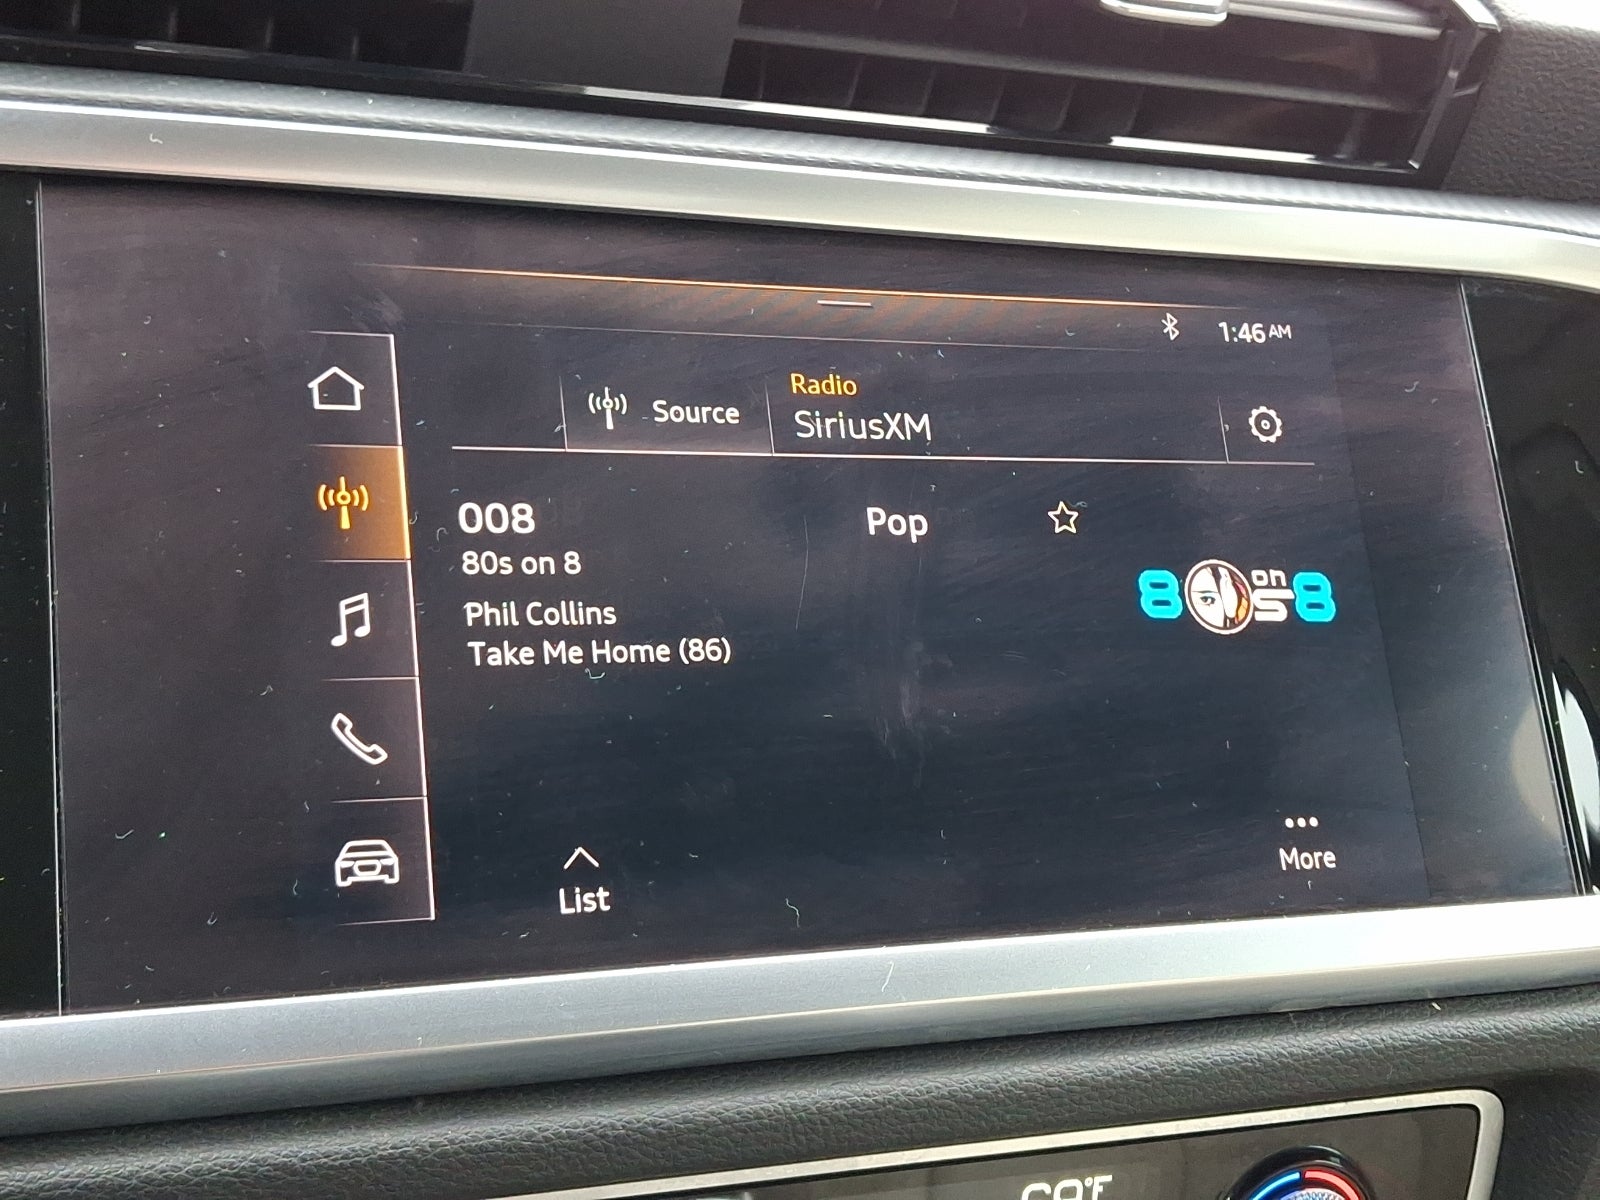 1:46 AM
Radio
Source
SiriusXM
008
Pop
80s on 8
Phil Collins
Take Me Home (86)
8 s on 8
More
List
°F